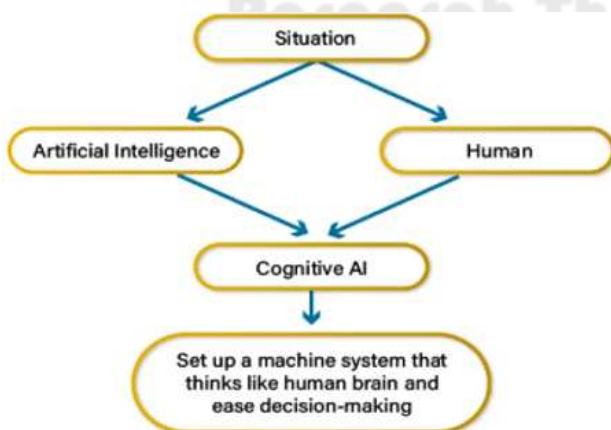 Situation
Artificial Intelligence
Human
Cognitive AI
Set up a machine system that
thinks like human brain and
ease decision-making